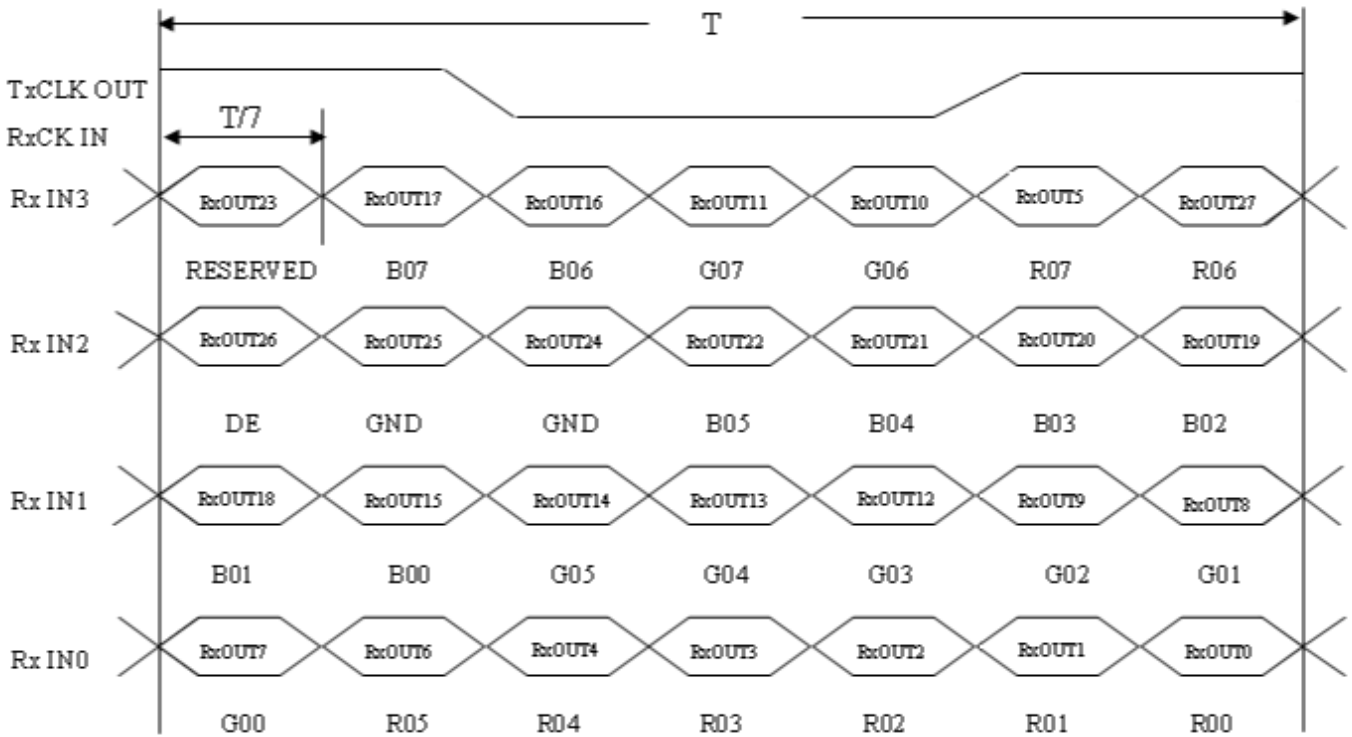 T
TxCLK OUT
T/7
RxCK IN
Rx IN3 RxOUT23 RxOUT17 RxOUT16 RxOUT11 RxOUT10 RxOUT5 RxOUT27
RESERVED B07 B06 G07 G06 R07 R06
Rx IN2 RxOUT26 RxOUT25 RxOUT24 RxOUT22 RxOUT21 RxOUT20 RxOUT19
DE GND GND B05 B04 B03 B02
Rx IN1 RxOUT18 RxOUT15 RxOUT14 RxOUT13 RxOUT12 RxOUT9 RxOUT8
B01 B00 G05 G04 G03 G02 G01
Rx IN0 RxOUT7 RxOUT6 RxOUT4 RxOUT3 RxOUT2 RxOUT1 RxOUT0
G00 R05 R04 R03 R02 R01 R00